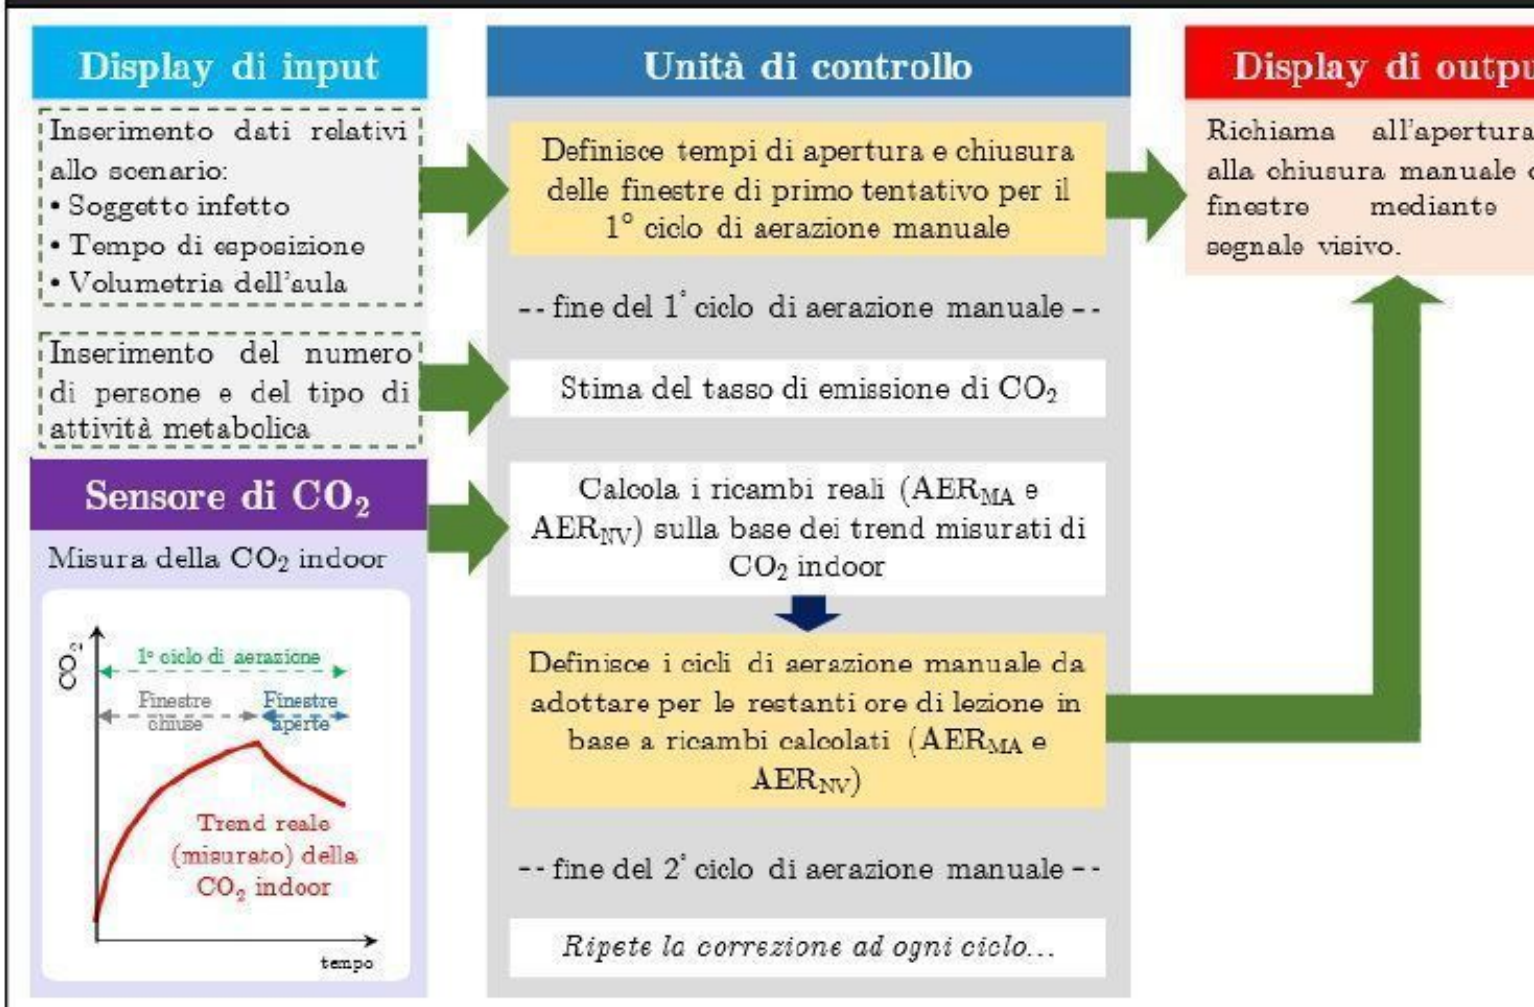 Display di input
Inserimento dati relativi
allo scenario:
• Soggetto infetto
• Tempo di esposizione
• Volumetria dell'aula
Inserimento del numero
di persone e del tipo di
attività metabolica
Sensore di CO₂
Misura della CO₂ indoor
CO₂
1° ciclo di aerazione
Finestre
chiuse
Finestre
aperte
Trend reale
(misurato) della
CO₂ indoor
tempo
Unità di controllo
Definisce tempi di apertura e chiusura
delle finestre di primo tentativo per il
1° ciclo di aerazione manuale
-- fine del 1° ciclo di aerazione manuale --
Stima del tasso di emissione di CO₂
Calcola i ricambi reali (AER_MA e
AER_NV) sulla base dei trend misurati di
CO₂ indoor
Definisce i cicli di aerazione manuale da
adottare per le restanti ore di lezione in
base a ricambi calcolati (AER_MA e
AER_NV)
-- fine del 2° ciclo di aerazione manuale --
Ripete la correzione ad ogni ciclo...
Display di outpu
Richiama all'apertura
alla chiusura manuale
finestre mediante
segnale visivo.